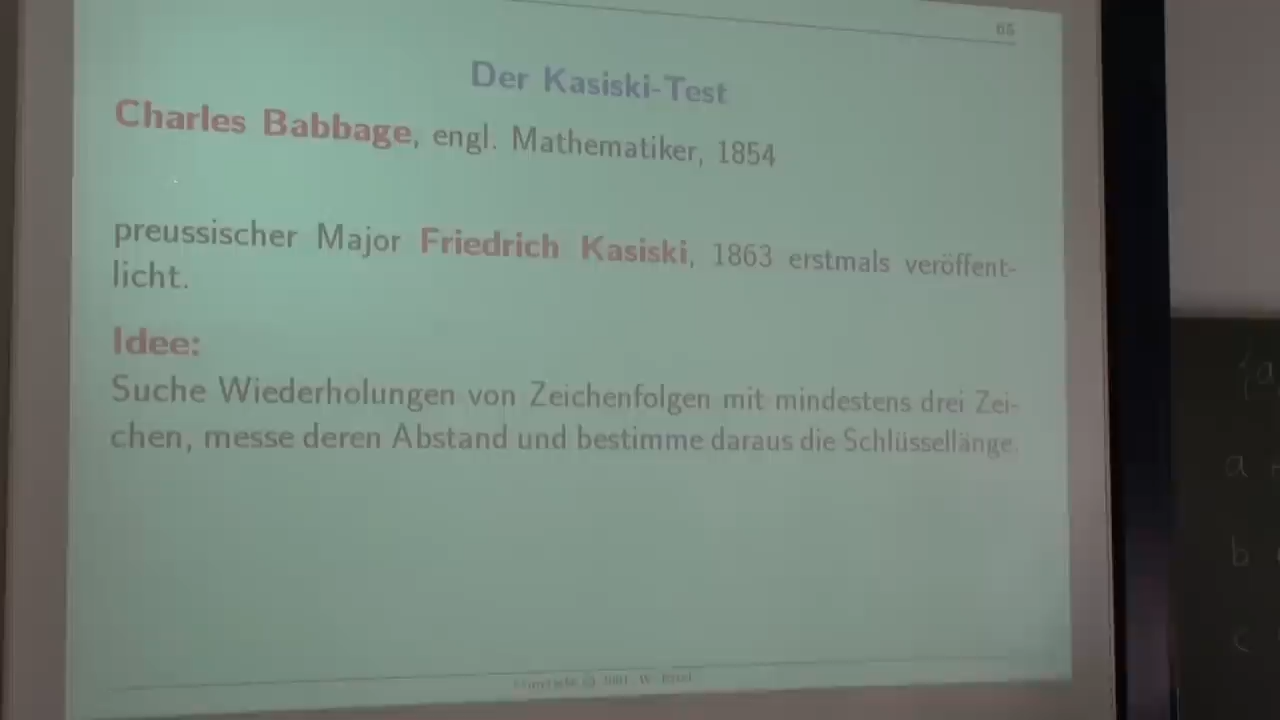 65
Der Kasiski-Test
Charles Babbage, engl. Mathematiker, 1854
preussischer Major Friedrich Kasiski, 1863 erstmals veröffent-
licht.
Idee:
Suche Wiederholungen von Zeichenfolgen mit mindestens drei Zei-
chen, messe deren Abstand und bestimme daraus die Schlüssellänge.
{a
a
b
c